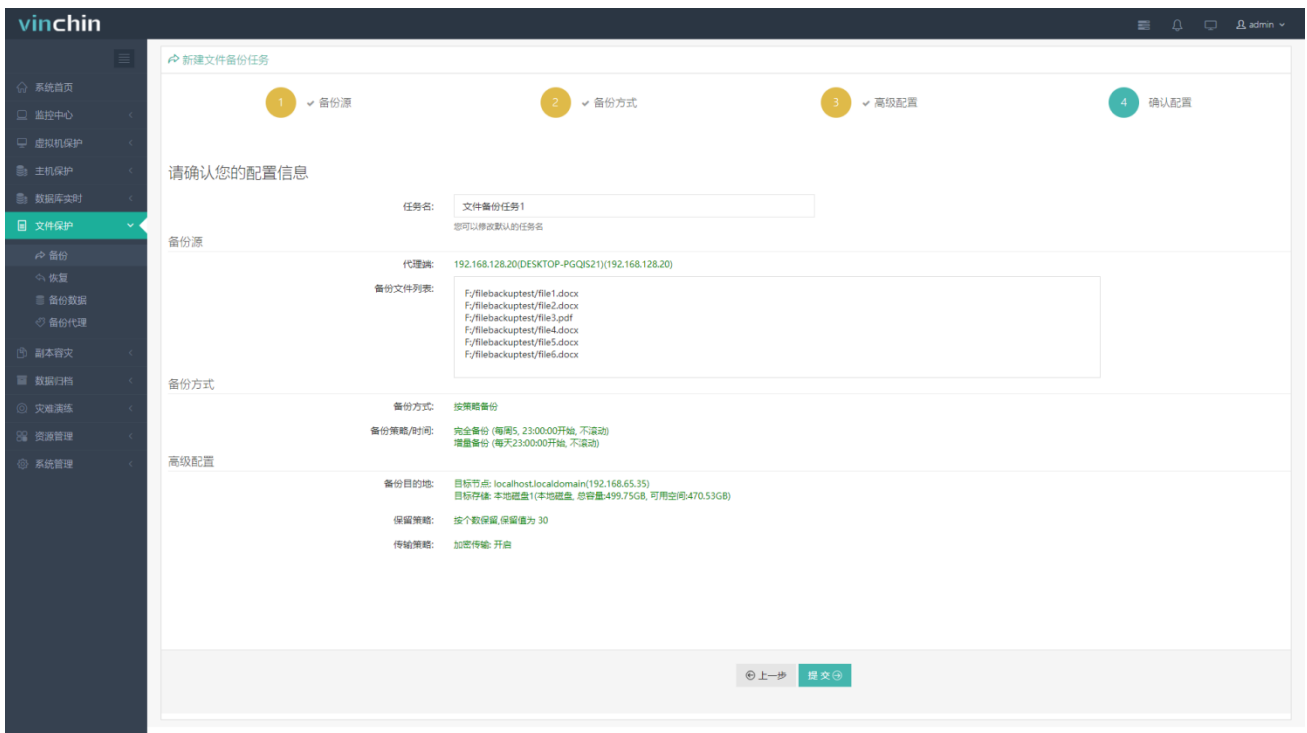 vinchin
admin
新建文件备份任务
1 备份源
2 备份方式
3 高级配置
4 确认配置
系统首页
监控中心
虚拟机保护
主机保护
数据库实时
文件保护
备份
恢复
备份数据
备份代理
副本容灾
数据归档
灾难演练
资源管理
系统管理
请确认您的配置信息
任务名: 文件备份任务1
您可以修改默认的任务名
备份源
代理端: 192.168.128.20(DESKTOP-PGQIS21)(192.168.128.20)
备份文件列表:
F:/filebackuptest/file1.docx
F:/filebackuptest/file2.docx
F:/filebackuptest/file3.pdf
F:/filebackuptest/file4.docx
F:/filebackuptest/file5.docx
F:/filebackuptest/file6.docx
备份方式
备份方式: 按策略备份
备份策略/时间: 完全备份 (每周5, 23:00:00开始, 不滚动)
增量备份 (每天23:00:00开始, 不滚动)
高级配置
备份目的地: 目标节点: localhost.localdomain(192.168.65.35)
目标存储: 本地磁盘1(本地磁盘, 总容量:499.75GB, 可用空间:470.53GB)
保留策略: 按个数保留,保留值为 30
传输策略: 加密传输: 开启
上一步
提交